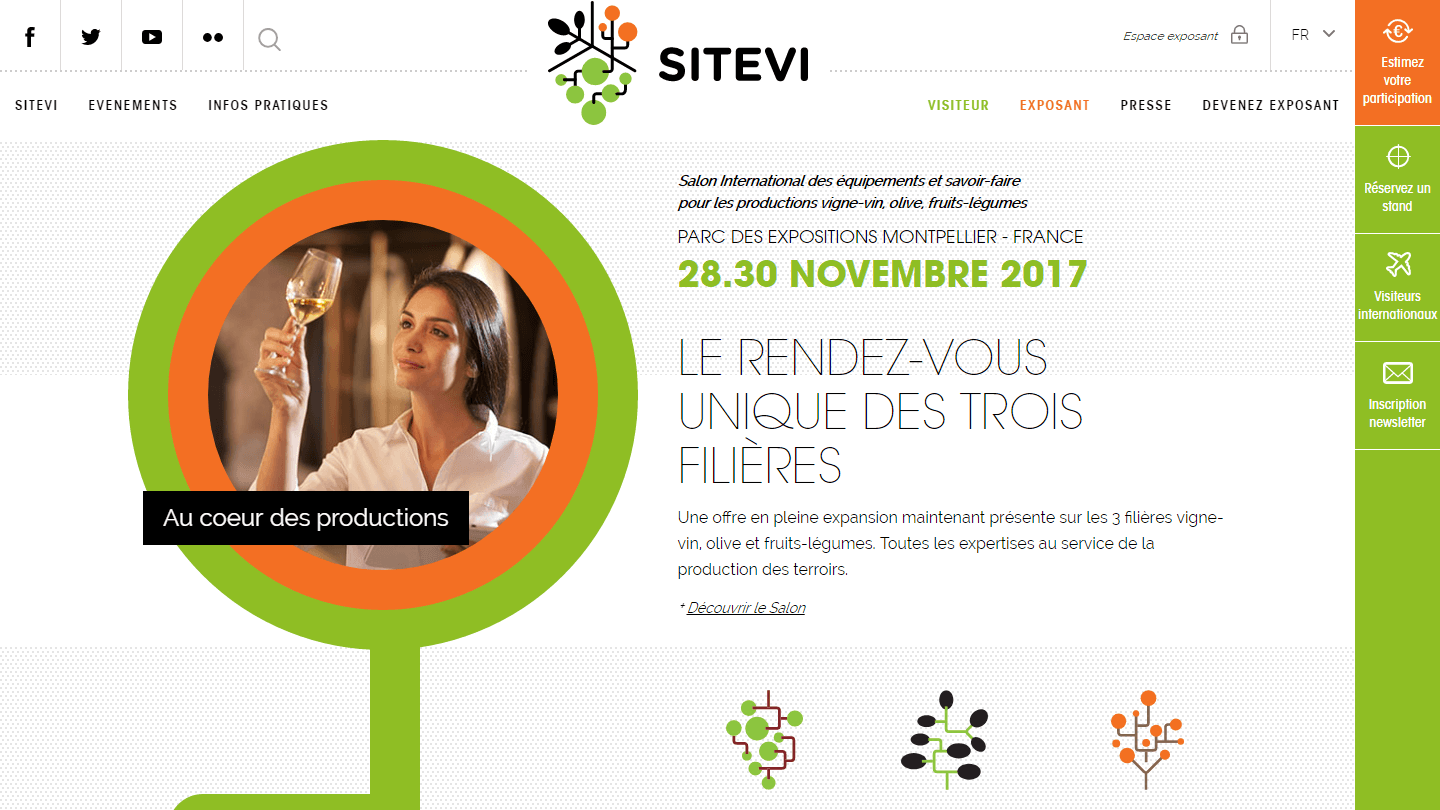 Espace exposant
FR
SITEVI
SITEVI
EVENEMENTS
INFOS PRATIQUES
VISITEUR
EXPOSANT
PRESSE
DEVENEZ EXPOSANT
€
Estimez
votre
participation
Réservez un
stand
Visiteurs
internationaux
Inscription
newsletter
Salon International des équipements et savoir-faire
pour les productions vigne-vin, olive, fruits-légumes
PARC DES EXPOSITIONS MONTPELLIER - FRANCE
28.30 NOVEMBRE 2017
LE RENDEZ-VOUS
UNIQUE DES TROIS
FILIÈRES
Au coeur des productions
Une offre en pleine expansion maintenant présente sur les 3 filières vigne-
vin, olive et fruits-légumes. Toutes les expertises au service de la
production des terroirs.
Découvrir le Salon